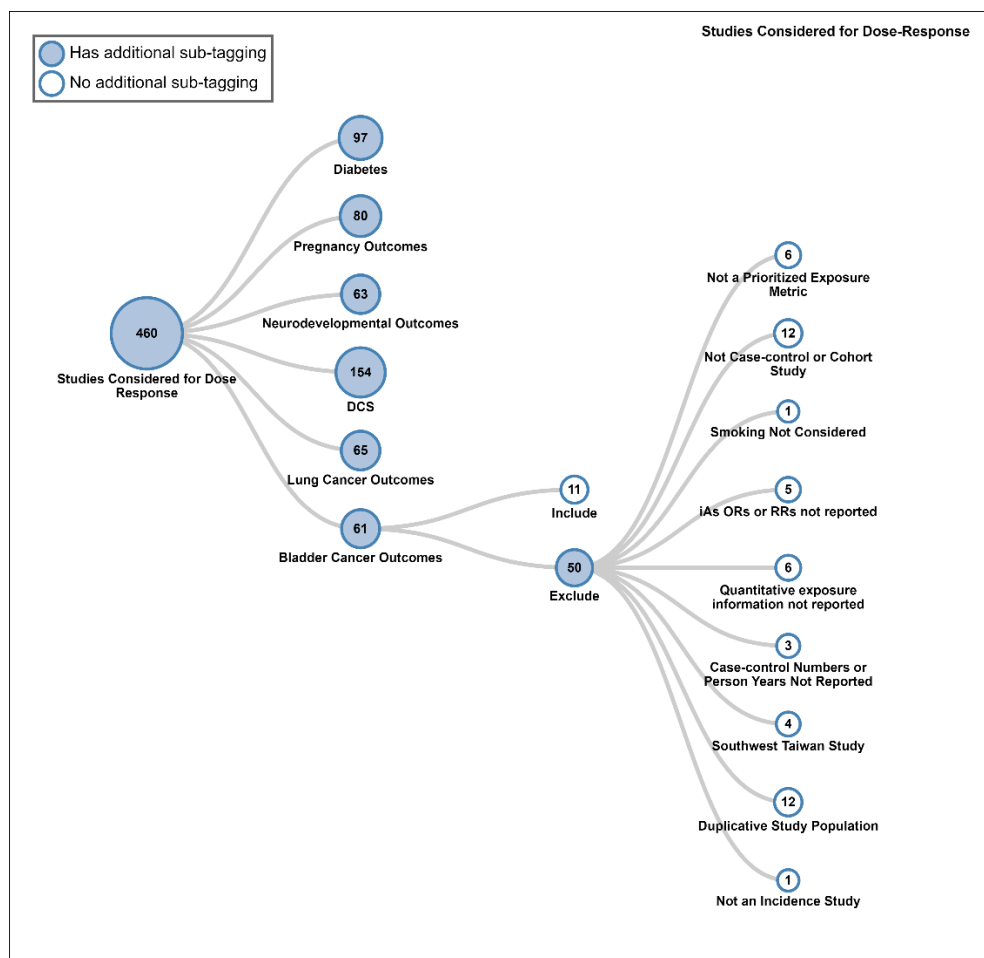 Studies Considered for Dose-Response
Has additional sub-tagging
No additional sub-tagging
97
Diabetes
80
Pregnancy Outcomes
63
Neurodevelopmental Outcomes
460
Studies Considered for Dose
Response
154
DCS
65
Lung Cancer Outcomes
61
Bladder Cancer Outcomes
11
Include
50
Exclude
6
Not a Prioritized Exposure
Metric
12
Not Case-control or Cohort
Study
1
Smoking Not Considered
5
iAs ORs or RRs not reported
6
Quantitative exposure
information not reported
3
Case-control Numbers or
Person Years Not Reported
4
Southwest Taiwan Study
12
Duplicative Study Population
1
Not an Incidence Study